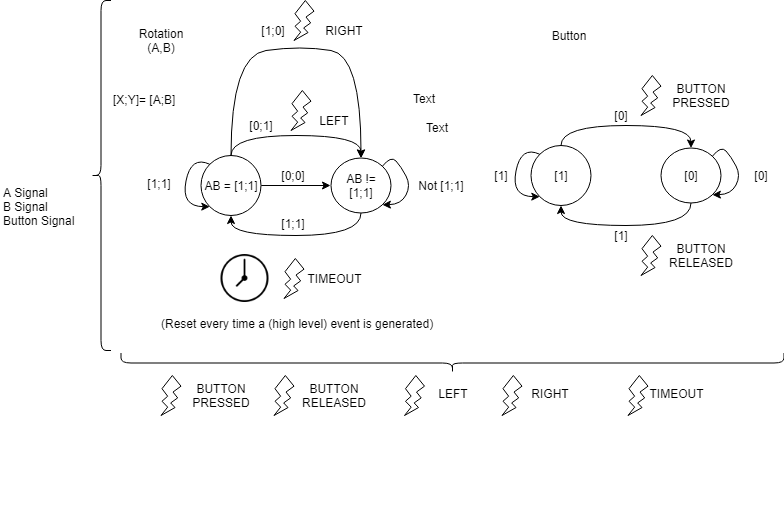 Rotation
(A,B)
[1;0]
RIGHT
Button
[X;Y]= [A;B]
Text
Text
[0;1]
LEFT
BUTTON
PRESSED
[0]
[1;1]
AB = [1;1]
[0;0]
AB !=
[1;1]
Not [1;1]
[1;1]
[1]
[1]
[0]
[0]
[1]
BUTTON
RELEASED
A Signal
B Signal
Button Signal
TIMEOUT
(Reset every time a (high level) event is generated)
BUTTON
PRESSED
BUTTON
RELEASED
LEFT
RIGHT
TIMEOUT